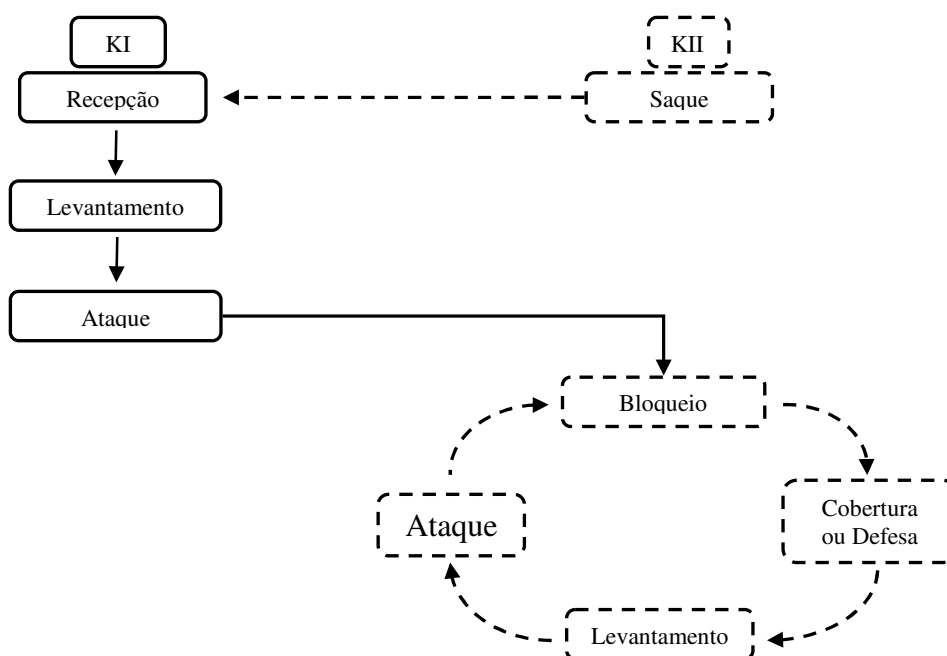 KI
KII
Recepção
Saque
Levantamento
Ataque
Bloqueio
Cobertura
ou Defesa
Ataque
Levantamento